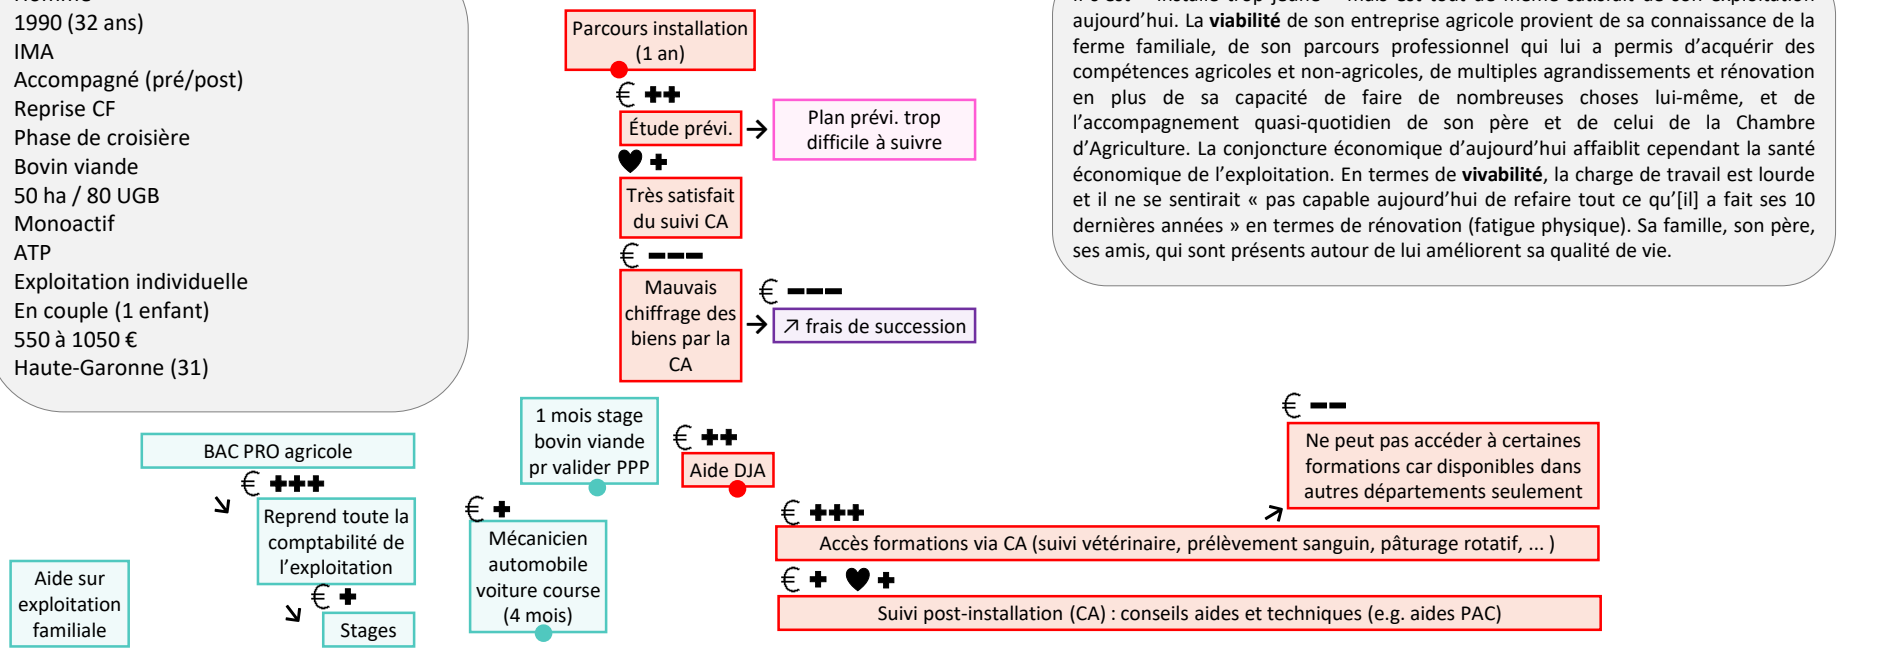 1990 (32 ans)
IMA
Accompagné (pré/post)
Reprise CF
Phase de croisière
Bovin viande
50 ha / 80 UGB
Monoactif
ATP
Exploitation individuelle
En couple (1 enfant)
550 à 1050 €
Haute-Garonne (31)
Parcours installation
(1 an)
€ ++
Étude prévi.
Plan prévi. trop
difficile à suivre
+
Très satisfait
du suivi CA
€ ---
Mauvais
chiffrage des
biens par la
CA
€ ---
↗ frais de succession
aujourd’hui. La viabilité de son entreprise agricole provient de sa connaissance de la
ferme familiale, de son parcours professionnel qui lui a permis d’acquérir des
compétences agricoles et non-agricoles, de multiples agrandissements et rénovation
en plus de sa capacité de faire de nombreuses choses lui-même, et de
l’accompagnement quasi-quotidien de son père et de celui de la Chambre
d’Agriculture. La conjoncture économique d’aujourd’hui affaiblit cependant la santé
économique de l’exploitation. En termes de vivabilité, la charge de travail est lourde
et il ne se sentirait « pas capable aujourd’hui de refaire tout ce qu’[il] a fait ses 10
dernières années » en termes de rénovation (fatigue physique). Sa famille, son père,
ses amis, qui sont présents autour de lui améliorent sa qualité de vie.
BAC PRO agricole
€ +++
Reprend toute la
comptabilité de
l’exploitation
€ +
Stages
Aide sur
exploitation
familiale
1 mois stage
bovin viande
pr valider PPP
€ +
Mécanicien
automobile
voiture course
(4 mois)
€ ++
Aide DJA
€ --
Ne peut pas accéder à certaines
formations car disponibles dans
autres départements seulement
€ +++
Accès formations via CA (suivi vétérinaire, prélèvement sanguin, pâturage rotatif, ... )
€ + ♥ +
Suivi post-installation (CA) : conseils aides et techniques (e.g. aides PAC)